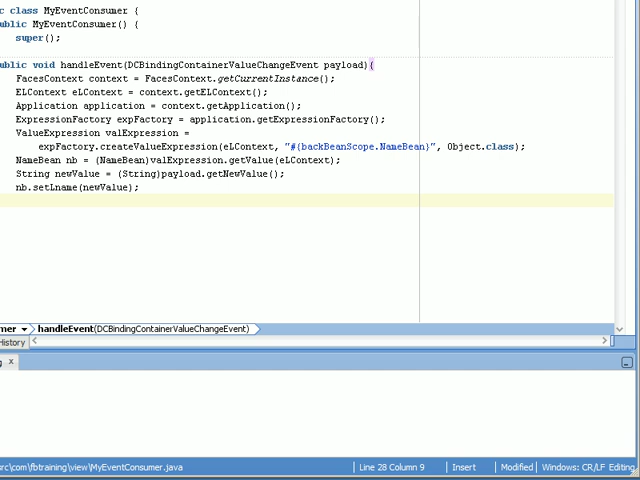 c class MyEventConsumer {
ublic MyEventConsumer() {
super();
ublic void handleEvent(DCBindingContainerValueChangeEvent payload){
FacesContext context = FacesContext.getCurrentInstance();
ELContext eLContext = context.getELContext();
Application application = context.getApplication();
ExpressionFactory expFactory = application.getExpressionFactory();
ValueExpression valExpression =
expFactory.createValueExpression(eLContext, "#{backBeanScope.NameBean}", Object.class);
NameBean nb = (NameBean)valExpression.getValue(eLContext);
String newValue = (String)payload.getNewValue();
nb.setLname(newValue);
mer handleEvent(DCBindingContainerValueChangeEvent)
History
g x
src\com\fbtraining\view\MyEventConsumer.java Line 28 Column 9 Insert Modified Windows: CR/LF Editing